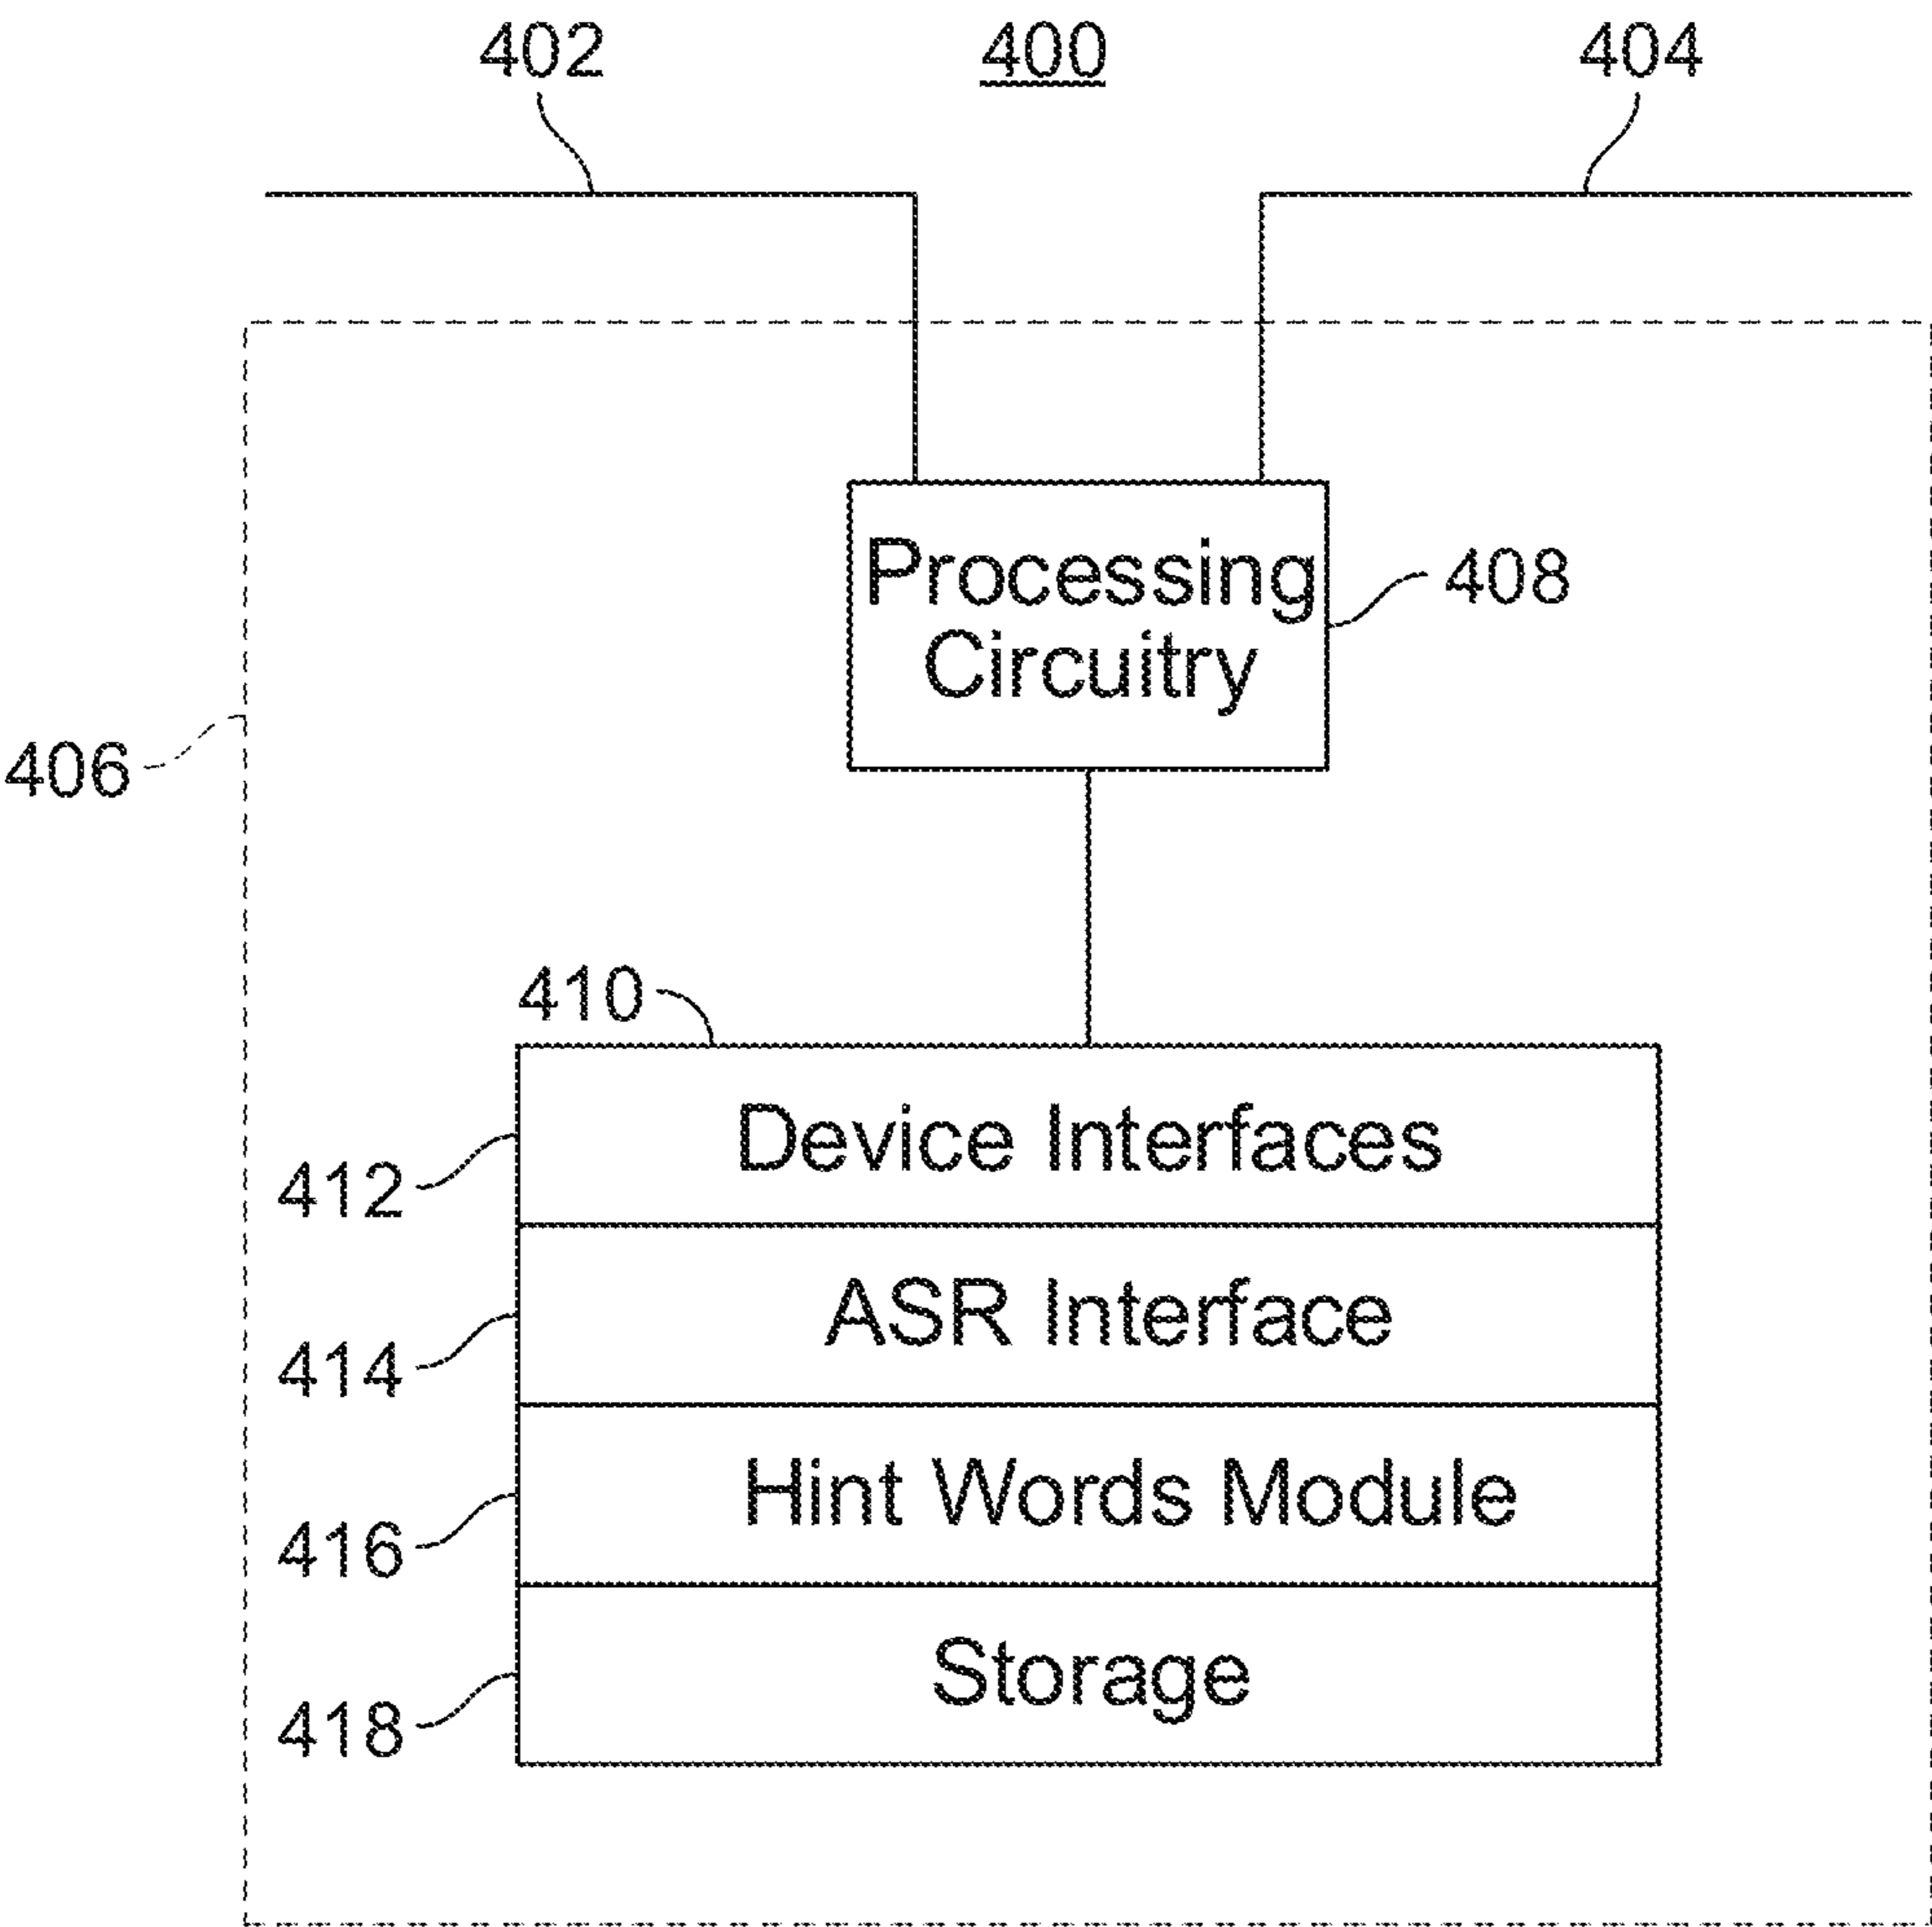 402 400 404
Processing
Circuitry
408
406
410
Device Interfaces
412
ASR Interface
414
Hint Words Module
416
Storage
418